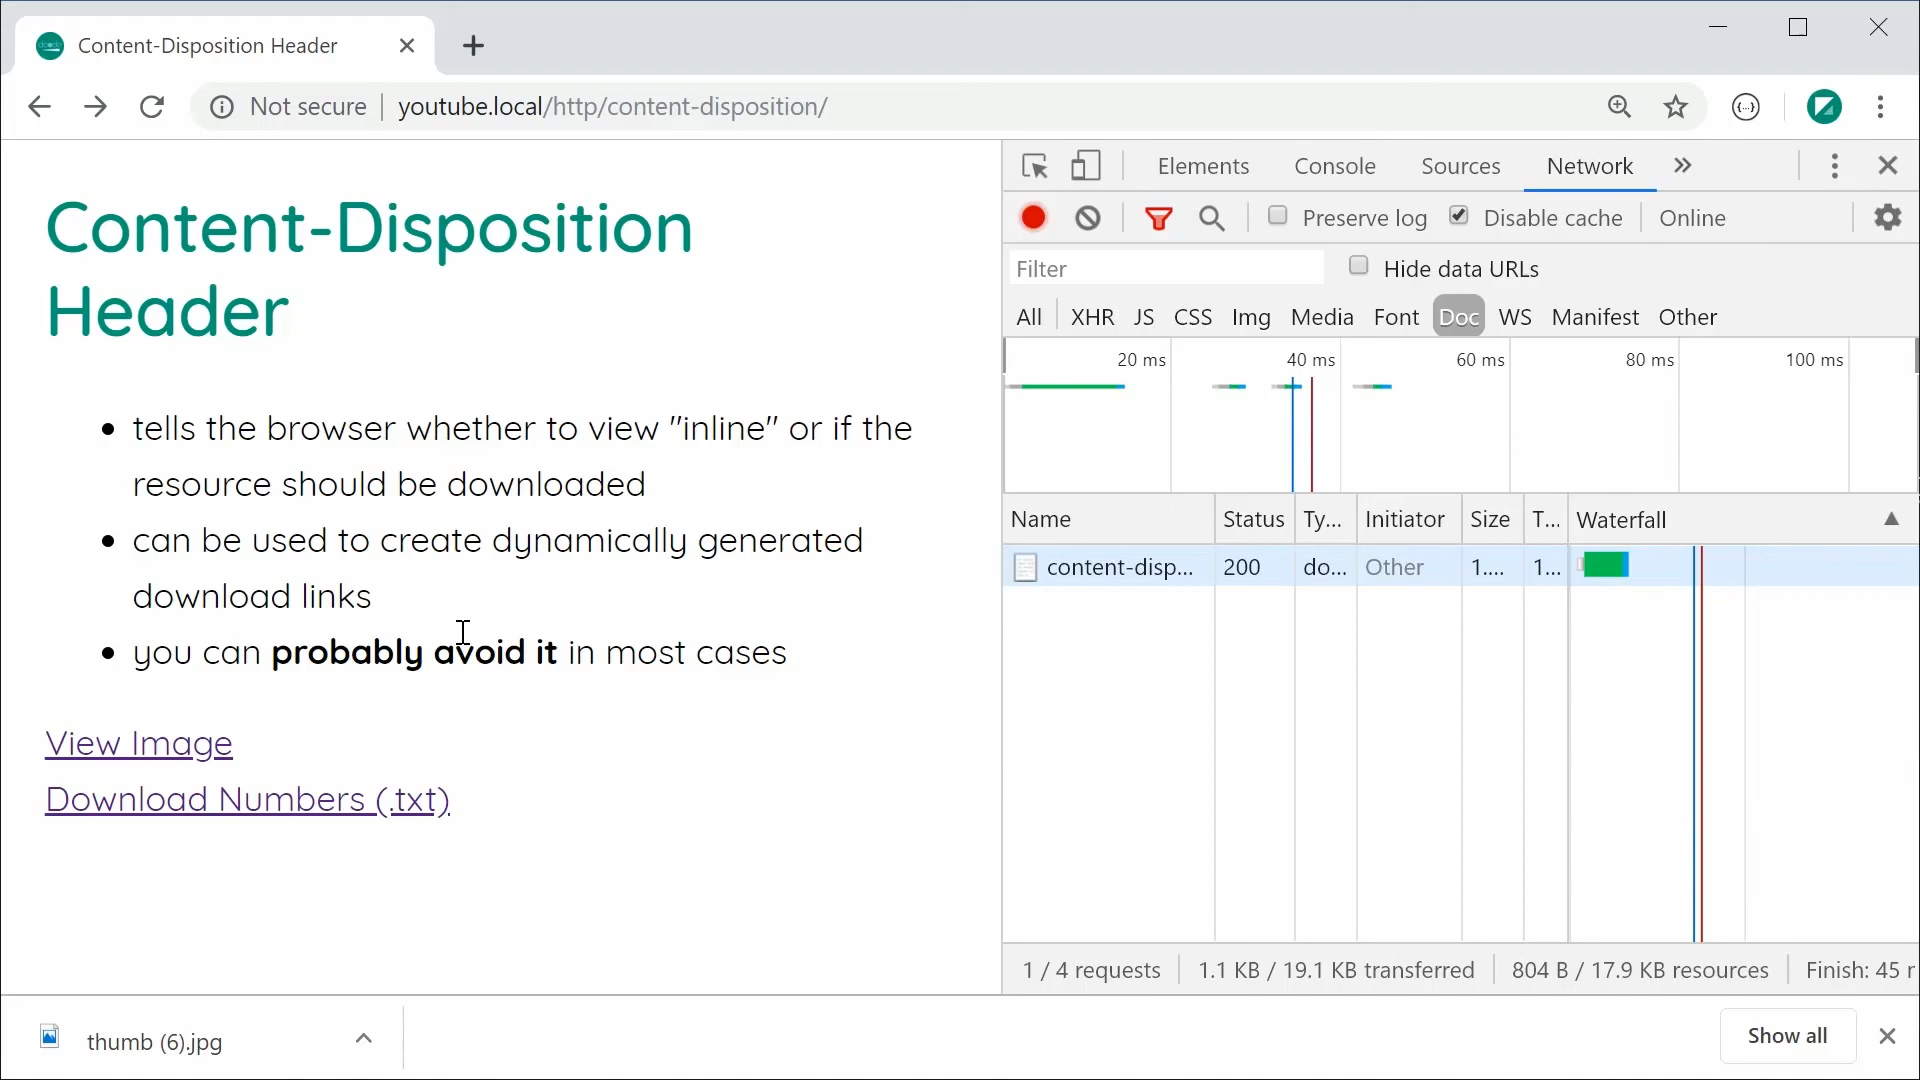 Content-Disposition Header
Not secure youtube.local/http/content-disposition/
Content-Disposition
Header
tells the browser whether to view "inline" or if the
resource should be downloaded
can be used to create dynamically generated
download links
you can probably avoid it in most cases
View Image
Download Numbers (.txt)
Elements Console Sources Network
Preserve log Disable cache Online
Filter Hide data URLs
All XHR JS CSS Img Media Font Doc WS Manifest Other
20 ms 40 ms 60 ms 80 ms 100 ms
Name Status Ty... Initiator Size T... Waterfall
content-disp... 200 do... Other 1.... 1...
1 / 4 requests 1.1 KB / 19.1 KB transferred 804 B / 17.9 KB resources Finish: 45
thumb (6).jpg
Show all